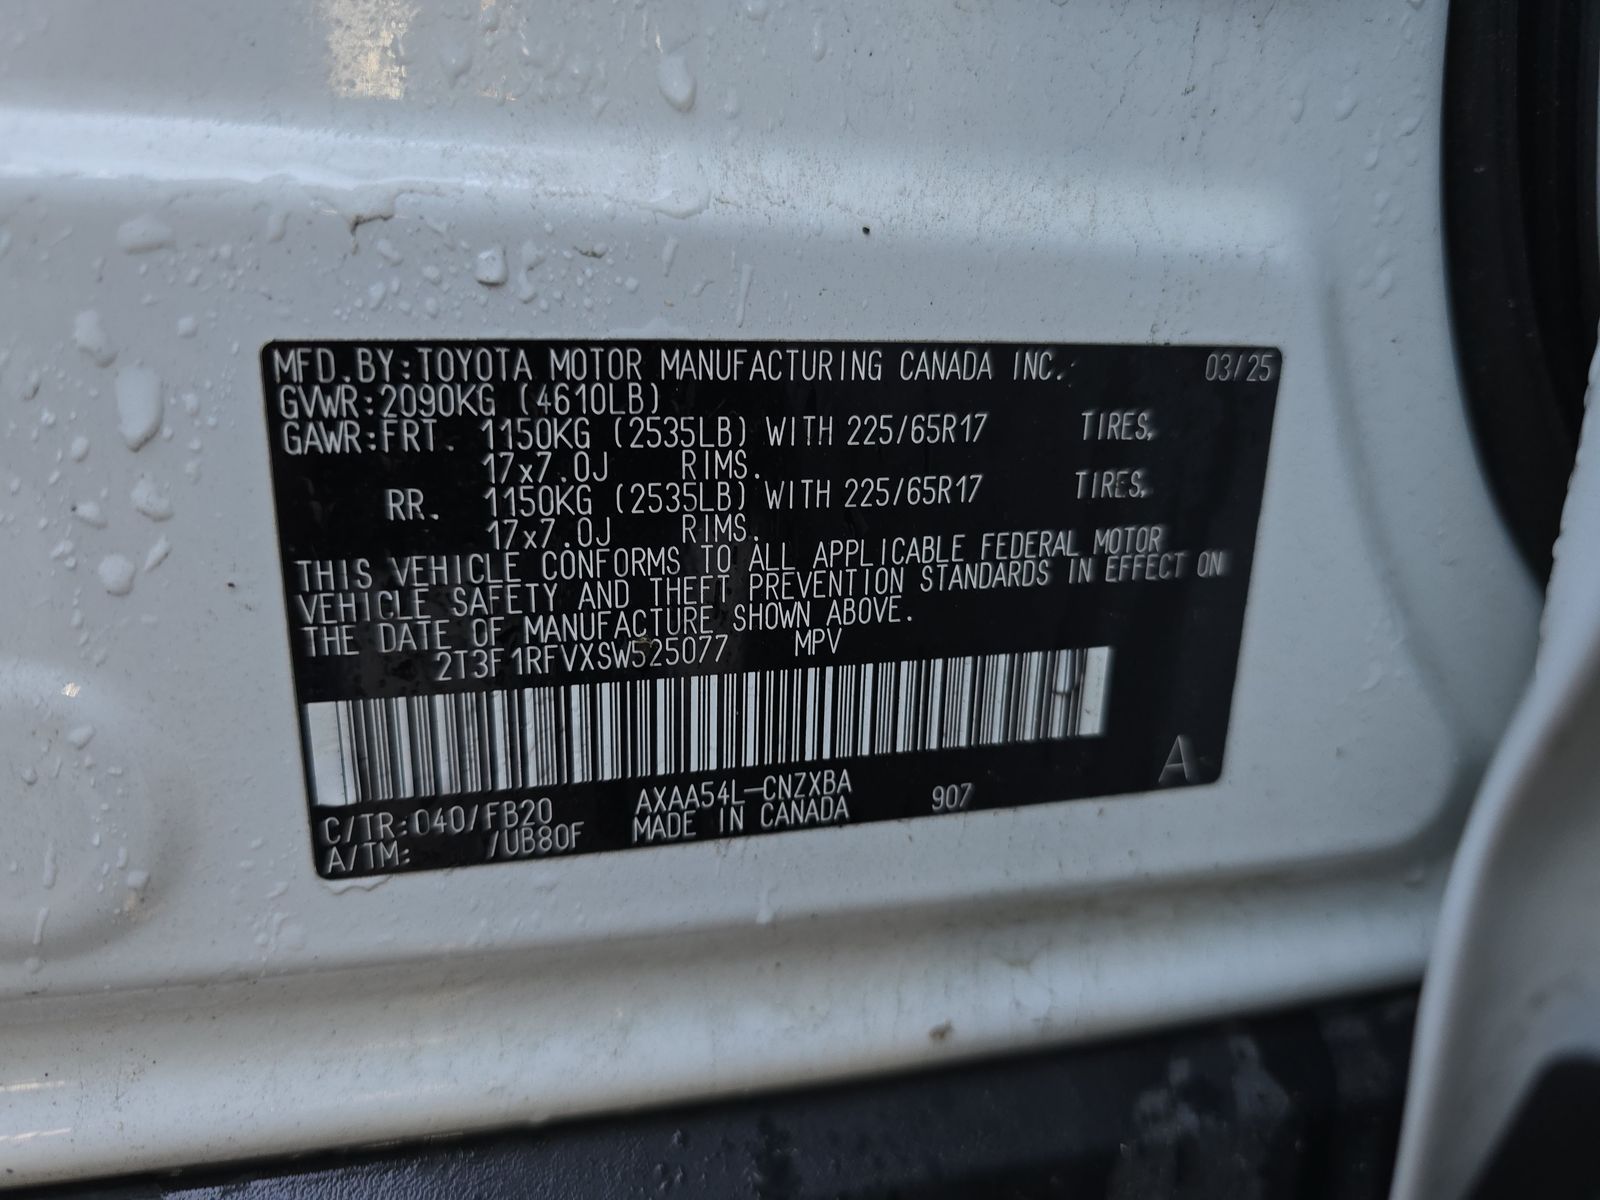 MFD.BY:TOYOTA MOTOR MANUFACTURING CANADA INC. 03/25
GVWR:2090KG (4610LB)
GAWR:FRT. 1150KG (2535LB) WITH 225/65R17 TIRES,
17x7.0J RIMS.
RR. 1150KG (2535LB) WITH 225/65R17 TIRES,
17x7.0J RIMS.
THIS VEHICLE CONFORMS TO ALL APPLICABLE FEDERAL MOTOR
VEHICLE SAFETY AND THEFT PREVENTION STANDARDS IN EFFECT ON
THE DATE OF MANUFACTURE SHOWN ABOVE.
2T3F1RFVXSW525077 MPV
A
C/TR:040/FB20 AXAA54L-CNZXBA 907
A/TM: /UB80F MADE IN CANADA